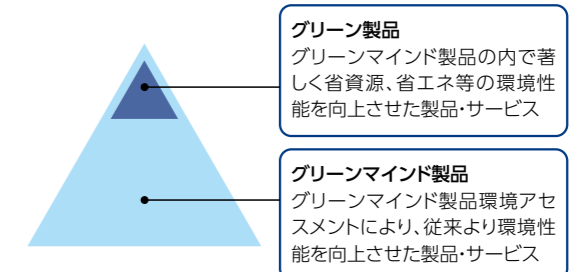 グリーン製品
グリーンマインド製品の内で著
しく省資源、省エネ等の環境性
能を向上させた製品・サービス
グリーンマインド製品
グリーンマインド製品環境アセ
スメントにより、従来より環境性
能を向上させた製品・サービス